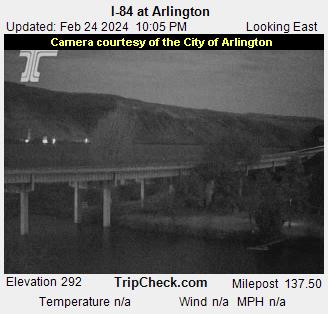 I-84 at Arlington
Updated: Feb 24 2024 10:05 PM Looking East
Camera courtesy of the City of Arlington
Elevation 292 TripCheck.com Milepost 137.50
Temperature n/a Wind n/a MPH n/a